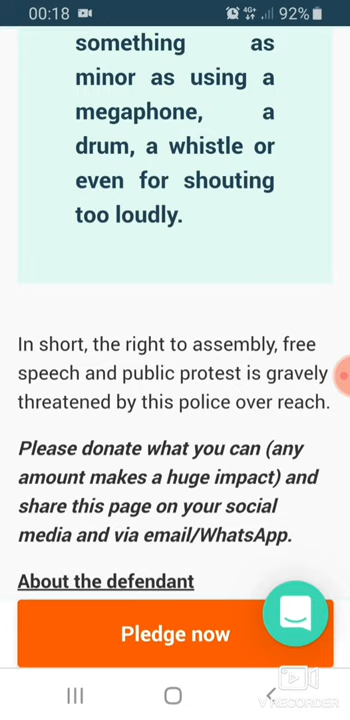 00:18 4G+ 92%
something as
minor as using a
megaphone, a
drum, a whistle or
even for shouting
too loudly.
In short, the right to assembly, free
speech and public protest is gravely
threatened by this police over reach.
Please donate what you can (any
amount makes a huge impact) and
share this page on your social
media and via email/WhatsApp.
About the defendant
Pledge now
V RECORDER